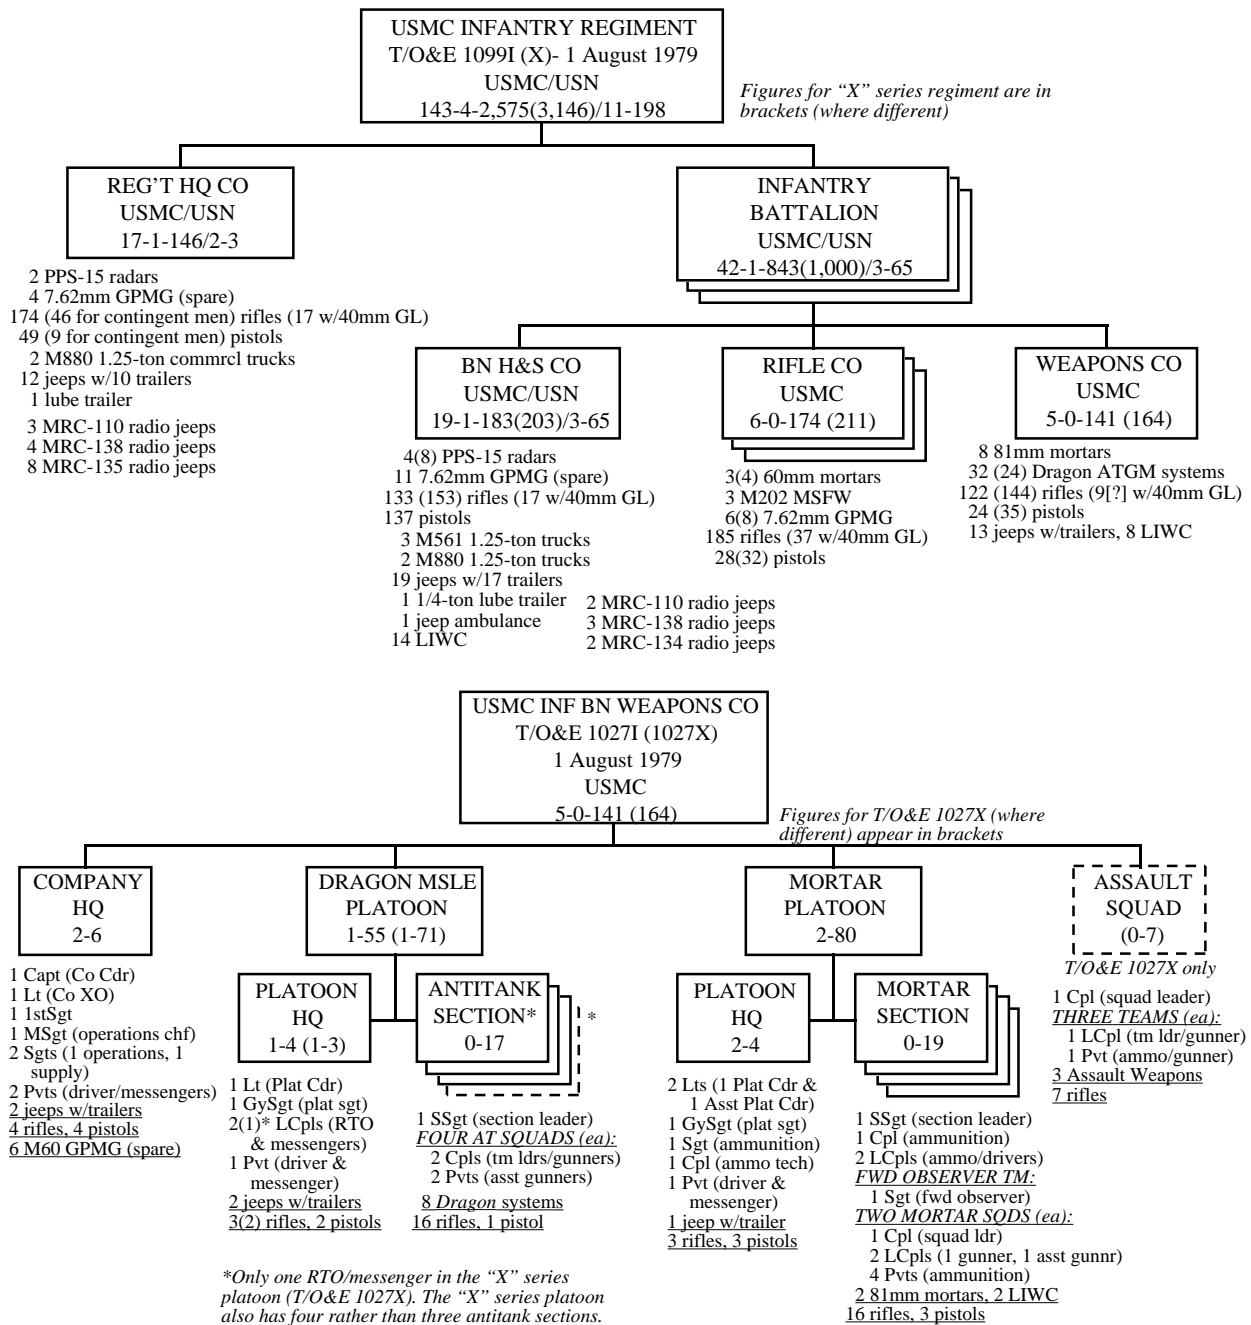 USMC INFANTRY REGIMENT
T/O&E 1099I (X)- 1 August 1979
USMC/USN
143-4-2,575(3,146)/11-198
Figures for “X” series regiment are in
brackets (where different)
REG'T HQ CO
USMC/USN
17-1-146/2-3
2 PPS-15 radars
4 7.62mm GPMG (spare)
174 (46 for contingent men) rifles (17 w/40mm GL)
49 (9 for contingent men) pistols
2 M880 1.25-ton commrcl trucks
12 jeeps w/10 trailers
1 lube trailer
3 MRC-110 radio jeeps
4 MRC-138 radio jeeps
8 MRC-135 radio jeeps
INFANTRY
BATTALION
USMC/USN
42-1-843(1,000)/3-65
BN H&S CO
USMC/USN
19-1-183(203)/3-65
4(8) PPS-15 radars
11 7.62mm GPMG (spare)
133 (153) rifles (17 w/40mm GL)
137 pistols
3 M561 1.25-ton trucks
2 M880 1.25-ton trucks
19 jeeps w/17 trailers
1 1/4-ton lube trailer
1 jeep ambulance
14 LIWC
2 MRC-110 radio jeeps
3 MRC-138 radio jeeps
2 MRC-134 radio jeeps
RIFLE CO
USMC
6-0-174 (211)
3(4) 60mm mortars
3 M202 MSFW
6(8) 7.62mm GPMG
185 rifles (37 w/40mm GL)
28(32) pistols
WEAPONS CO
USMC
5-0-141 (164)
8 81mm mortars
32 (24) Dragon ATGM systems
122 (144) rifles (9[?] w/40mm GL)
24 (35) pistols
13 jeeps w/trailers, 8 LIWC
USMC INF BN WEAPONS CO
T/O&E 1027I (1027X)
1 August 1979
USMC
5-0-141 (164)
Figures for T/O&E 1027X (where
different) appear in brackets
COMPANY
HQ
2-6
1 Capt (Co Cdr)
1 Lt (Co XO)
1 1stSgt
1 MSgt (operations chf)
2 Sgts (1 operations, 1
supply)
2 Pvts (driver/messengers)
2 jeeps w/trailers
4 rifles, 4 pistols
6 M60 GPMG (spare)
DRAGON MSLE
PLATOON
1-55 (1-71)
PLATOON
HQ
1-4 (1-3)
1 Lt (Plat Cdr)
1 GySgt (plat sgt)
2(1)* LCpls (RTO
& messengers)
1 Pvt (driver &
messenger)
2 jeeps w/trailers
3(2) rifles, 2 pistols
ANTITANK
SECTION*
0-17
*
1 SSgt (section leader)
FOUR AT SQUADS (ea):
2 Cpls (tm ldrs/gunners)
2 Pvts (asst gunners)
8 Dragon systems
16 rifles, 1 pistol
*Only one RTO/messenger in the “X” series
platoon (T/O&E 1027X). The “X” series platoon
also has four rather than three antitank sections.
MORTAR
PLATOON
2-80
PLATOON
HQ
2-4
2 Lts (1 Plat Cdr &
1 Asst Plat Cdr)
1 GySgt (plat sgt)
1 Sgt (ammunition)
1 Cpl (ammo tech)
1 Pvt (driver &
messenger)
1 jeep w/trailer
3 rifles, 3 pistols
MORTAR
SECTION
0-19
1 SSgt (section leader)
1 Cpl (ammunition)
2 LCpls (ammo/drivers)
FWD OBSERVER TM:
1 Sgt (fwd observer)
TWO MORTAR SQDS (ea):
1 Cpl (squad ldr)
2 LCpls (1 gunner, 1 asst gunnr)
4 Pvts (ammunition)
2 81mm mortars, 2 LIWC
16 rifles, 3 pistols
ASSAULT
SQUAD
(0-7)
T/O&E 1027X only
1 Cpl (squad leader)
THREE TEAMS (ea):
1 LCpl (tm ldr/gunner)
1 Pvt (ammo/gunner)
3 Assault Weapons
7 rifles